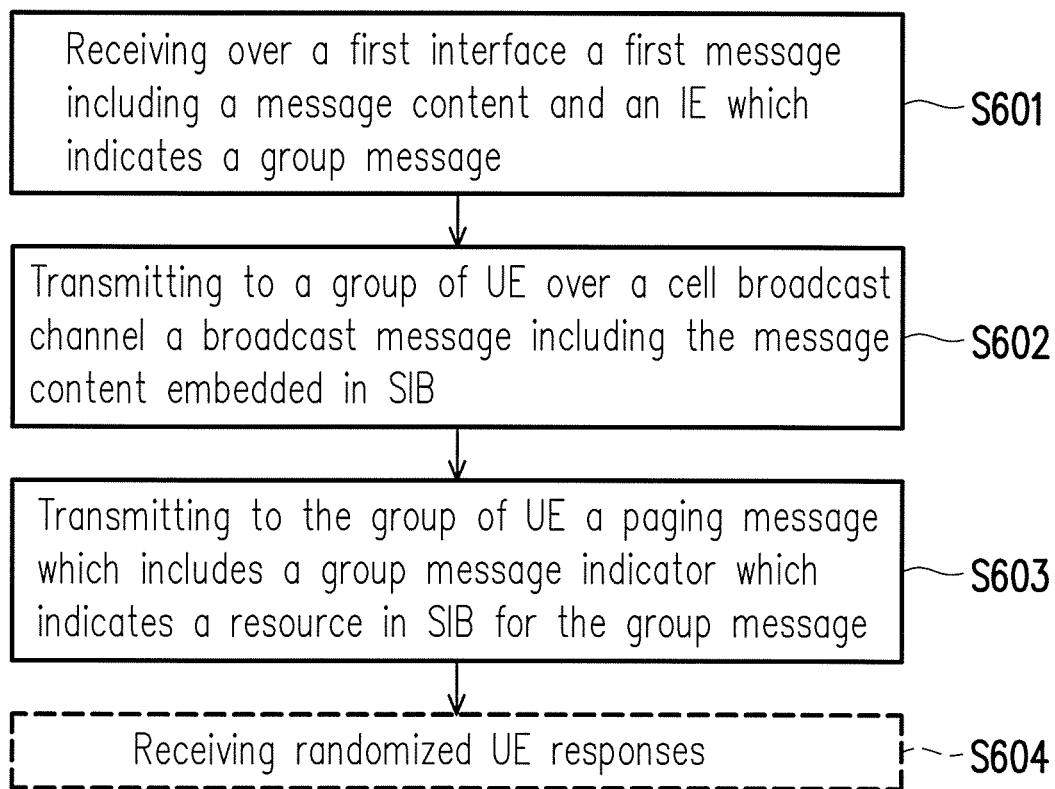 Receiving over a first interface a first message
including a message content and an IE which
indicates a group message
S601
Transmitting to a group of UE over a cell broadcast
channel a broadcast message including the message
content embedded in SIB
S602
Transmitting to the group of UE a paging message
which includes a group message indicator which
indicates a resource in SIB for the group message
S603
Receiving randomized UE responses
S604